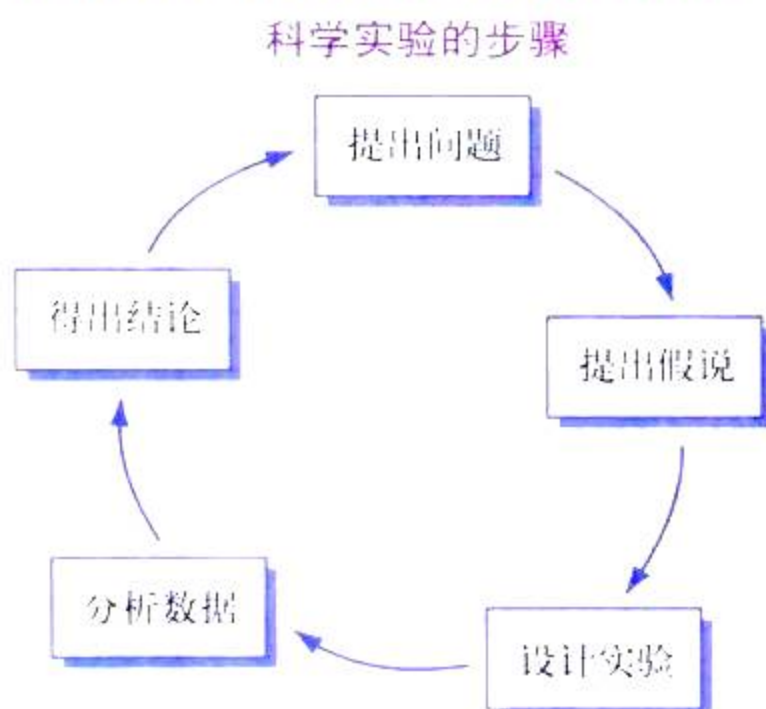 科学实验的步骤
提出问题
提出假说
设计实验
分析数据
得出结论